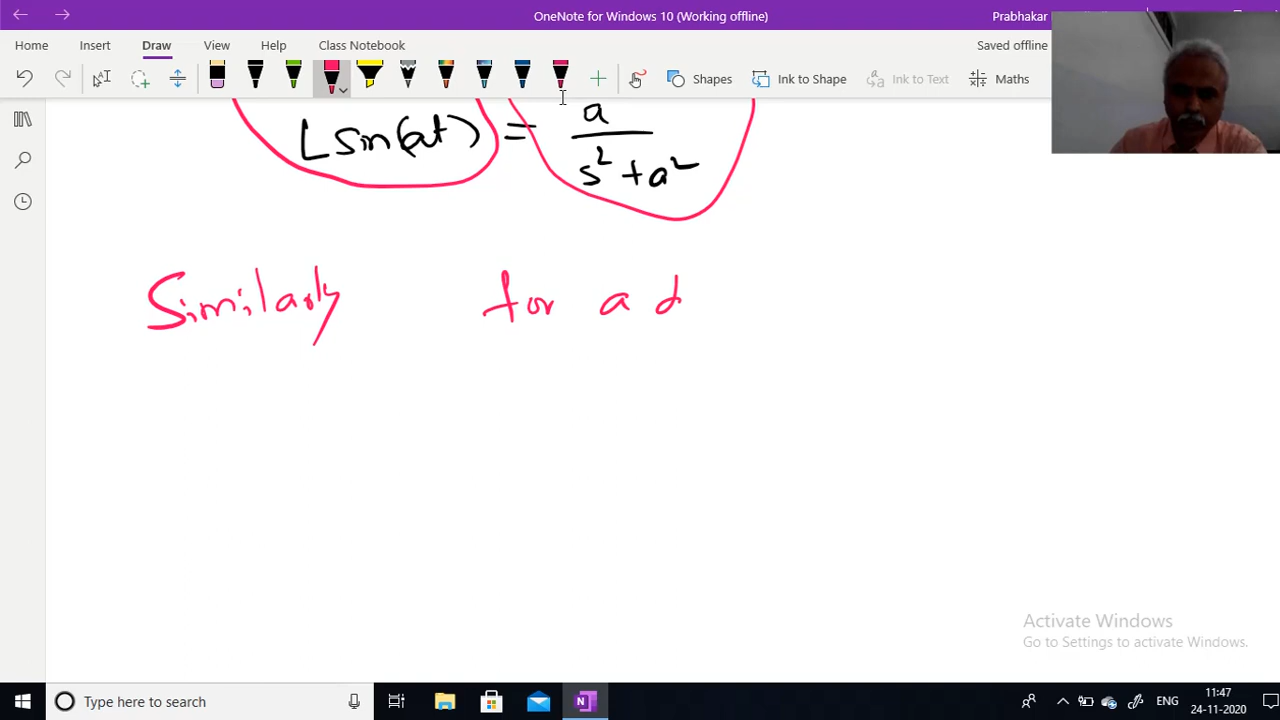 OneNote for Windows 10 (Working offline)
Prabhakar
Home Insert Draw View Help Class Notebook
Saved offline
Shapes Ink to Shape Ink to Text Maths
L sin(at) = a
s² + a²
Similarly for a d
Activate Windows
Go to Settings to activate Windows.
Type here to search
ENG
11:47
24-11-2020